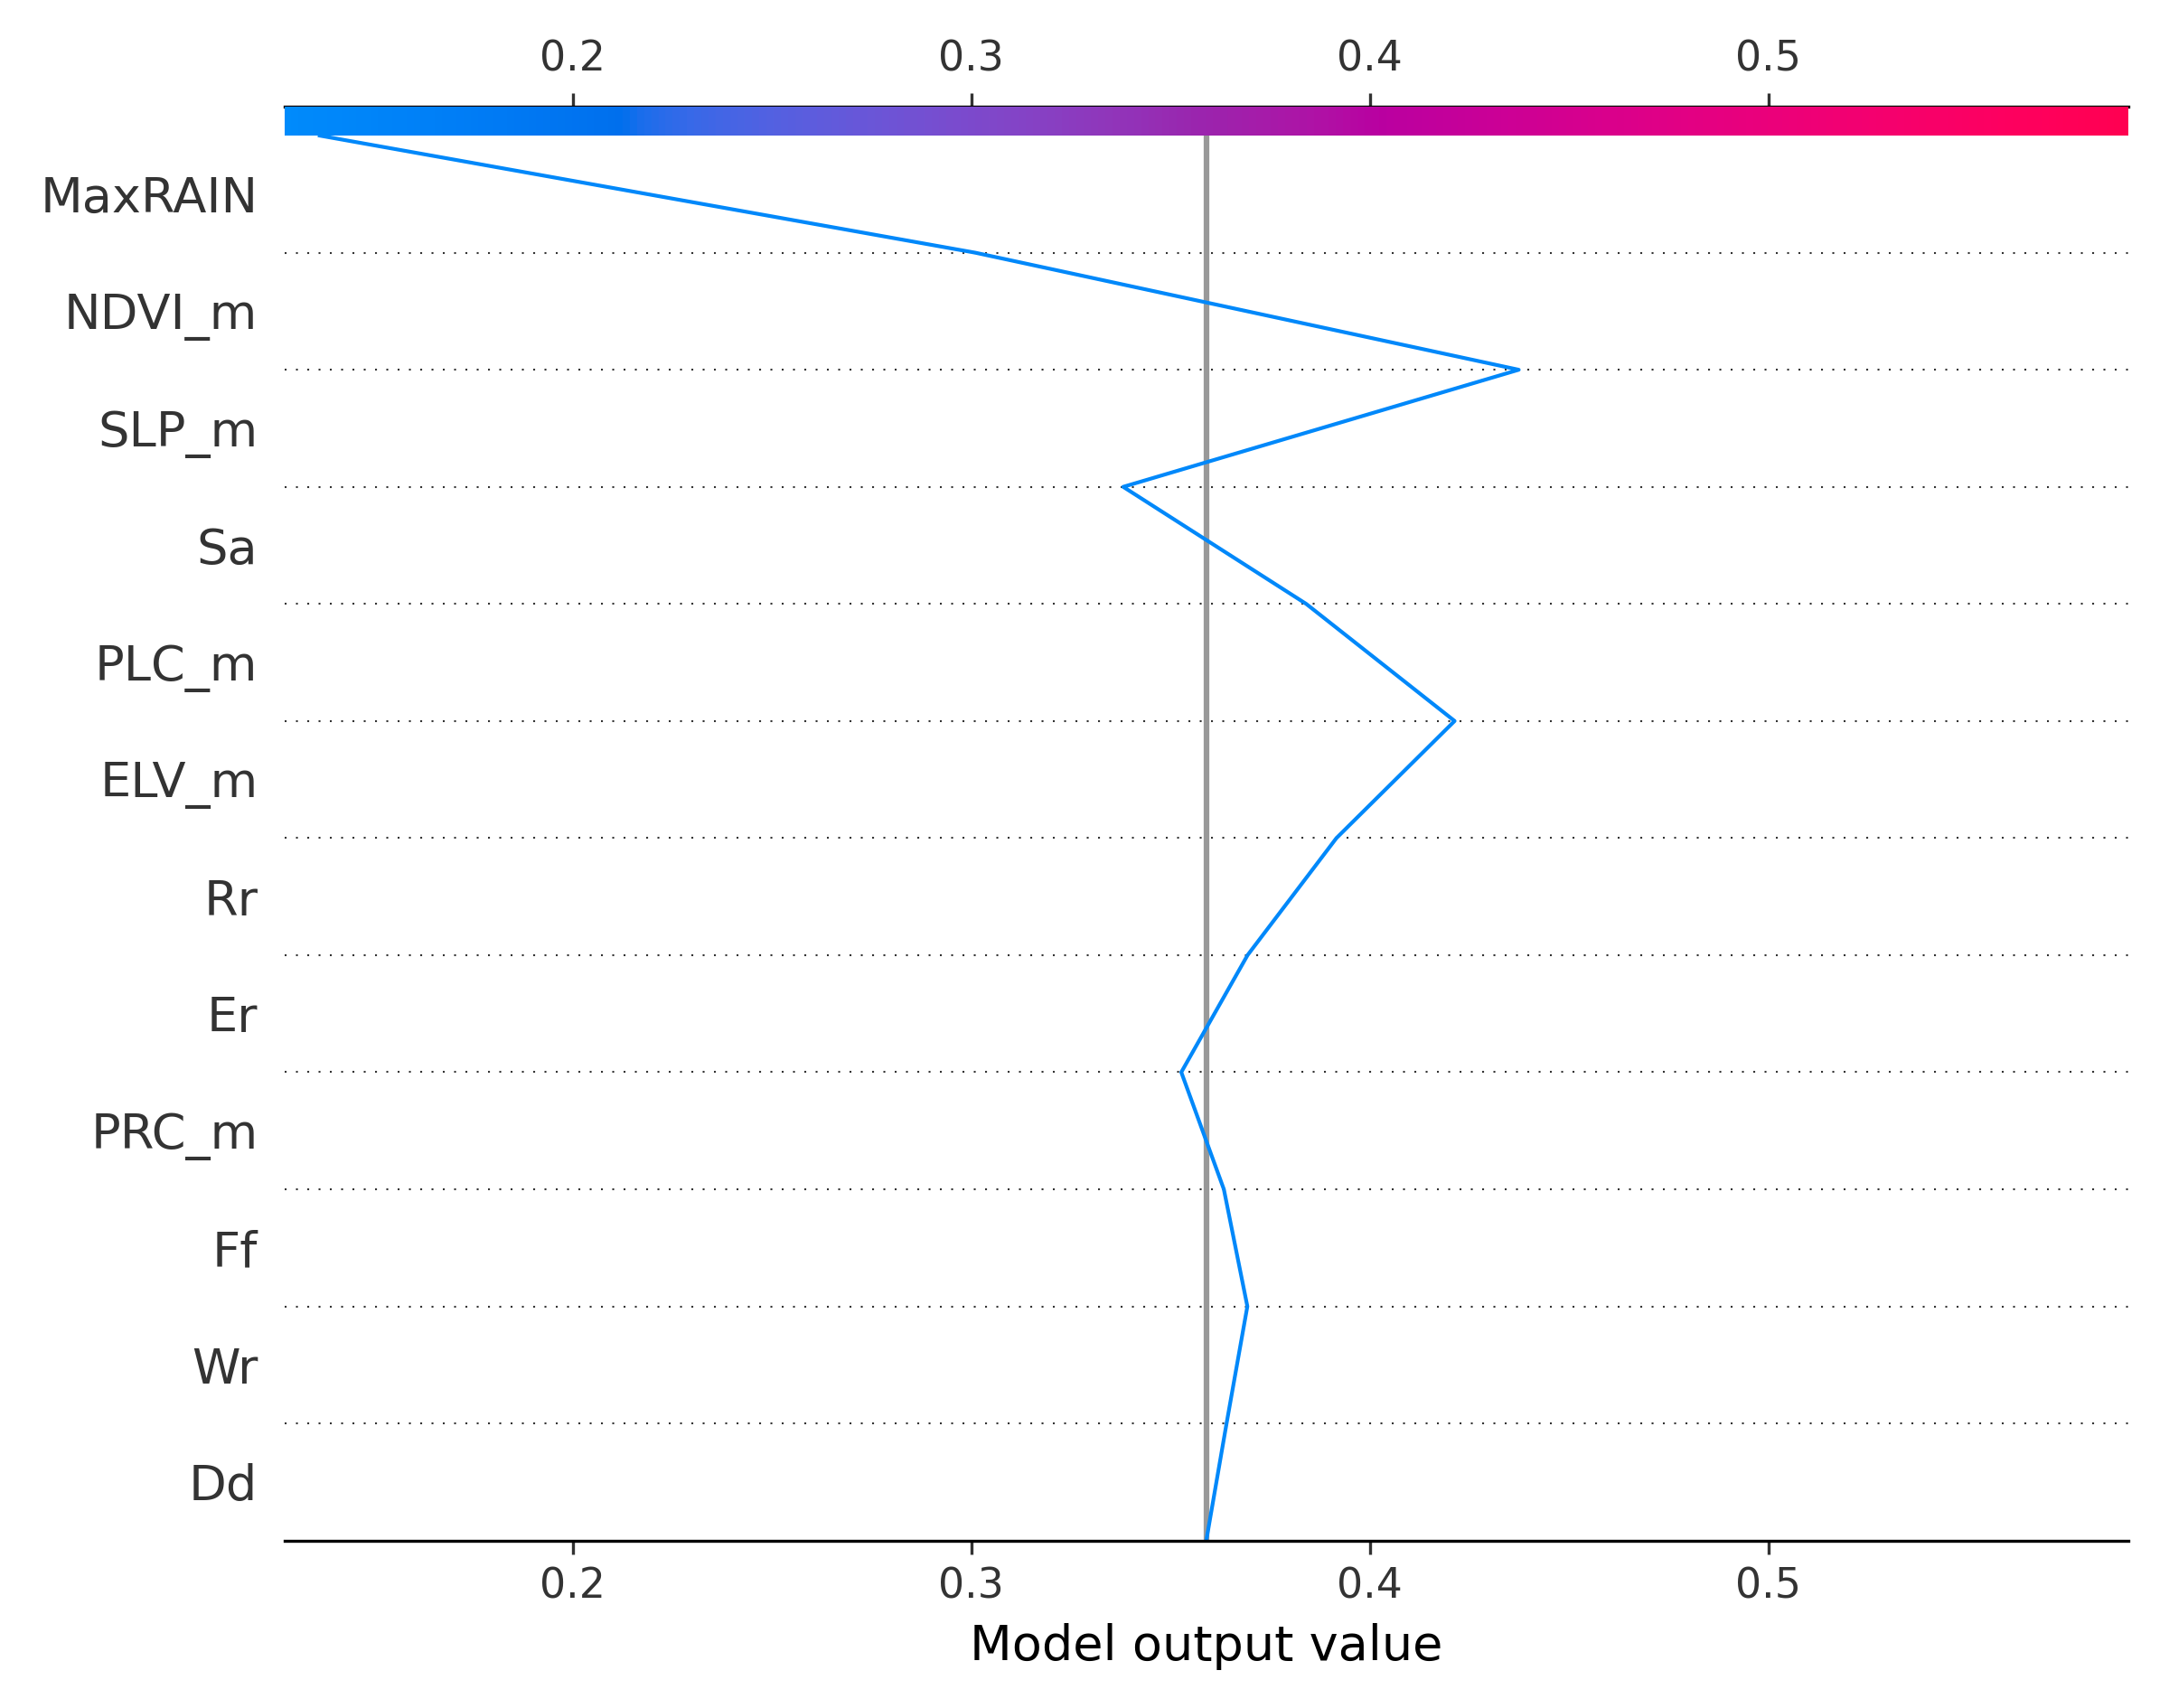 0.2 0.3 0.4 0.5
MaxRAIN
NDVI_m
SLP_m
Sa
PLC_m
ELV_m
Rr
Er
PRC_m
Ff
Wr
Dd
0.2 0.3 0.4 0.5
Model output value